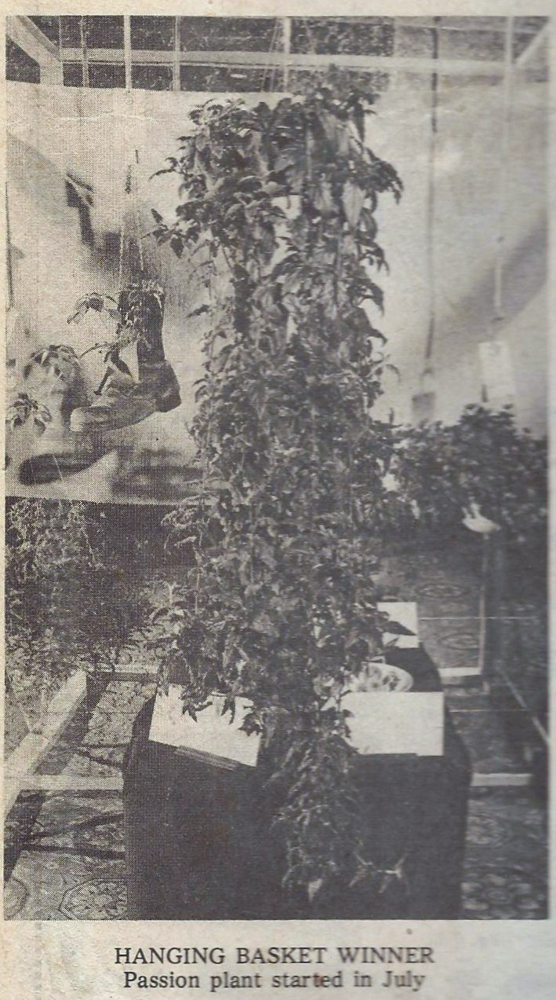 HANGING BASKET WINNER
Passion plant started in July